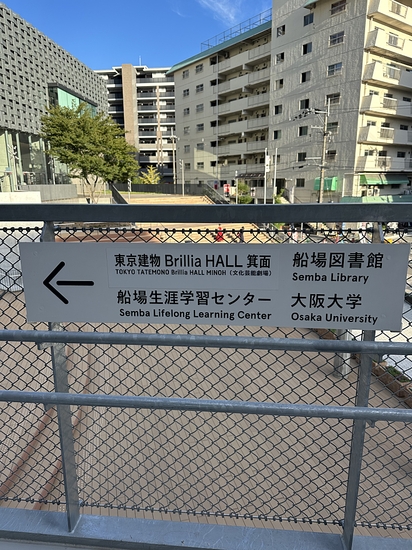 東京建物 Brillia HALL 箕面
TOKYO TATEMONO Brillia HALL MINOH (文化芸能劇場)
船場図書館
Semba Library
船場生涯学習センター
Semba Lifelong Learning Center
大阪大学
Osaka University